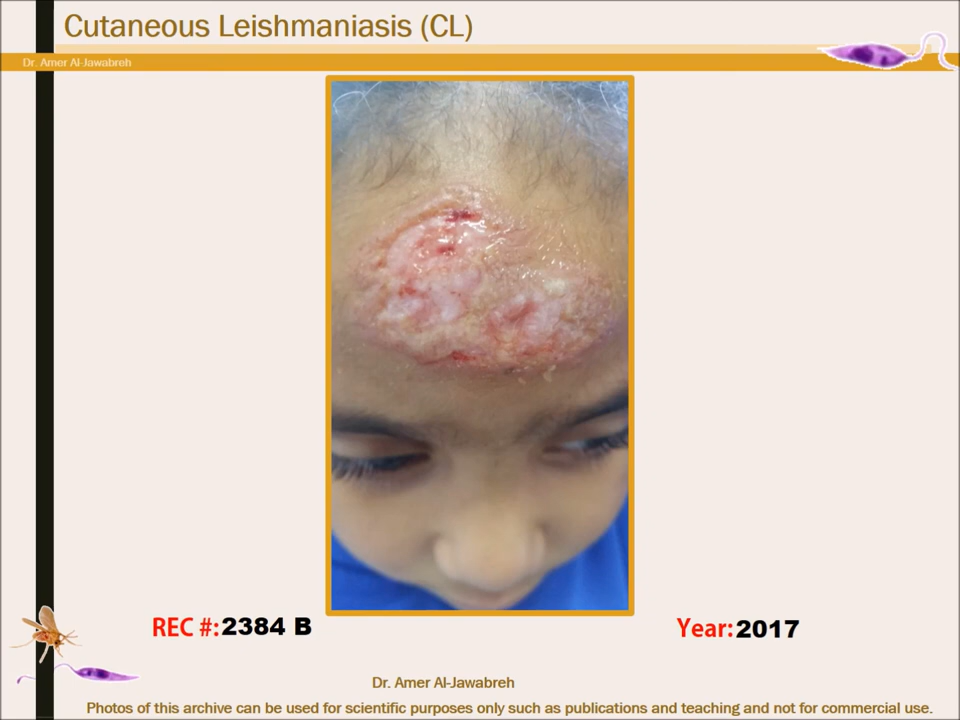 Cutaneous Leishmaniasis (CL)
Dr. Amer Al-Jawabreh
REC #:2384 B
Year:2017
Dr. Amer Al-Jawabreh
Photos of this archive can be used for scientific purposes only such as publications and teaching and not for commercial use.